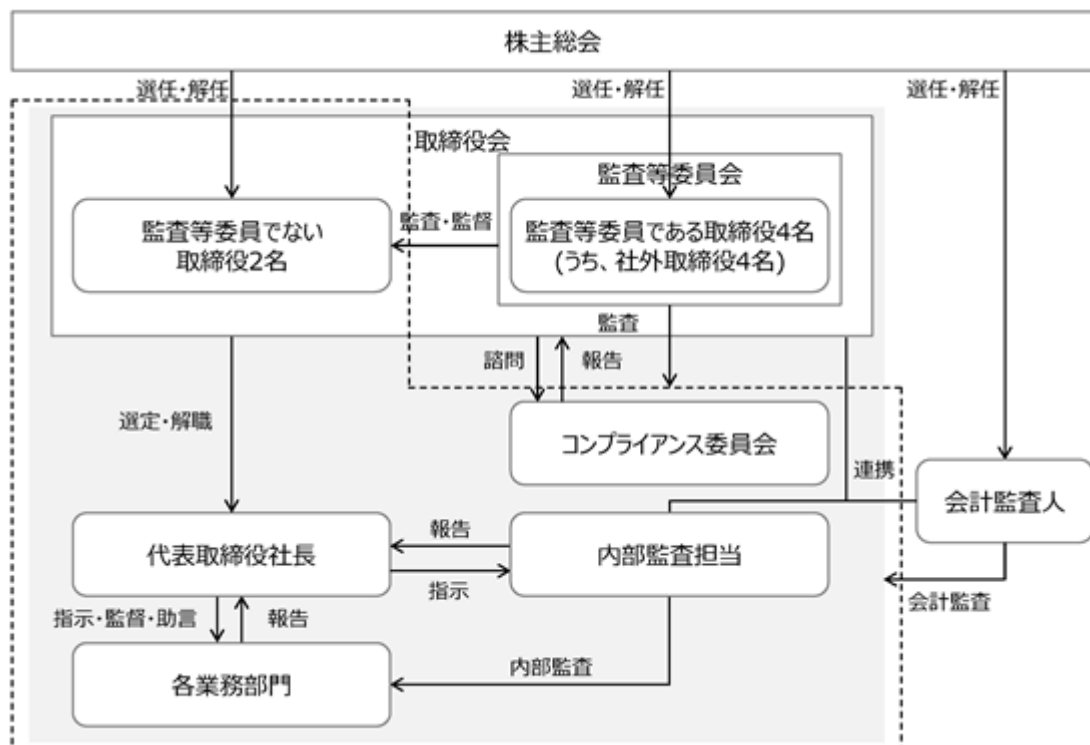 株主総会
選任・解任
選任・解任
選任・解任
取締役会
監査等委員会
監査等委員でない
取締役2名
監査・監督
監査等委員である取締役4名
(うち、社外取締役4名)
監査
諮問
報告
選定・解職
コンプライアンス委員会
連携
会計監査人
代表取締役社長
報告
指示
内部監査担当
会計監査
指示・監督・助言
報告
各業務部門
内部監査